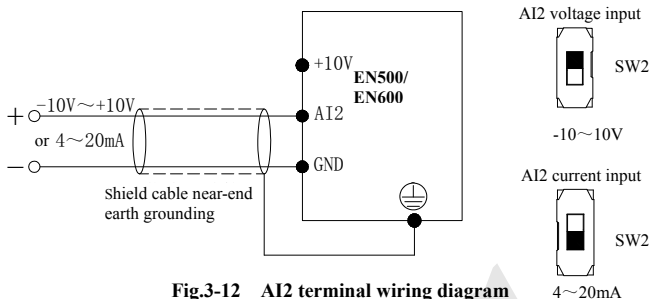 AI2 voltage input
SW2
-10～10V
+10V
EN500/
EN600
-10V～+10V
+
AI2
or 4～20mA
-
GND
Shield cable near-end
earth grounding
AI2 current input
SW2
4～20mA
Fig.3-12 AI2 terminal wiring diagram